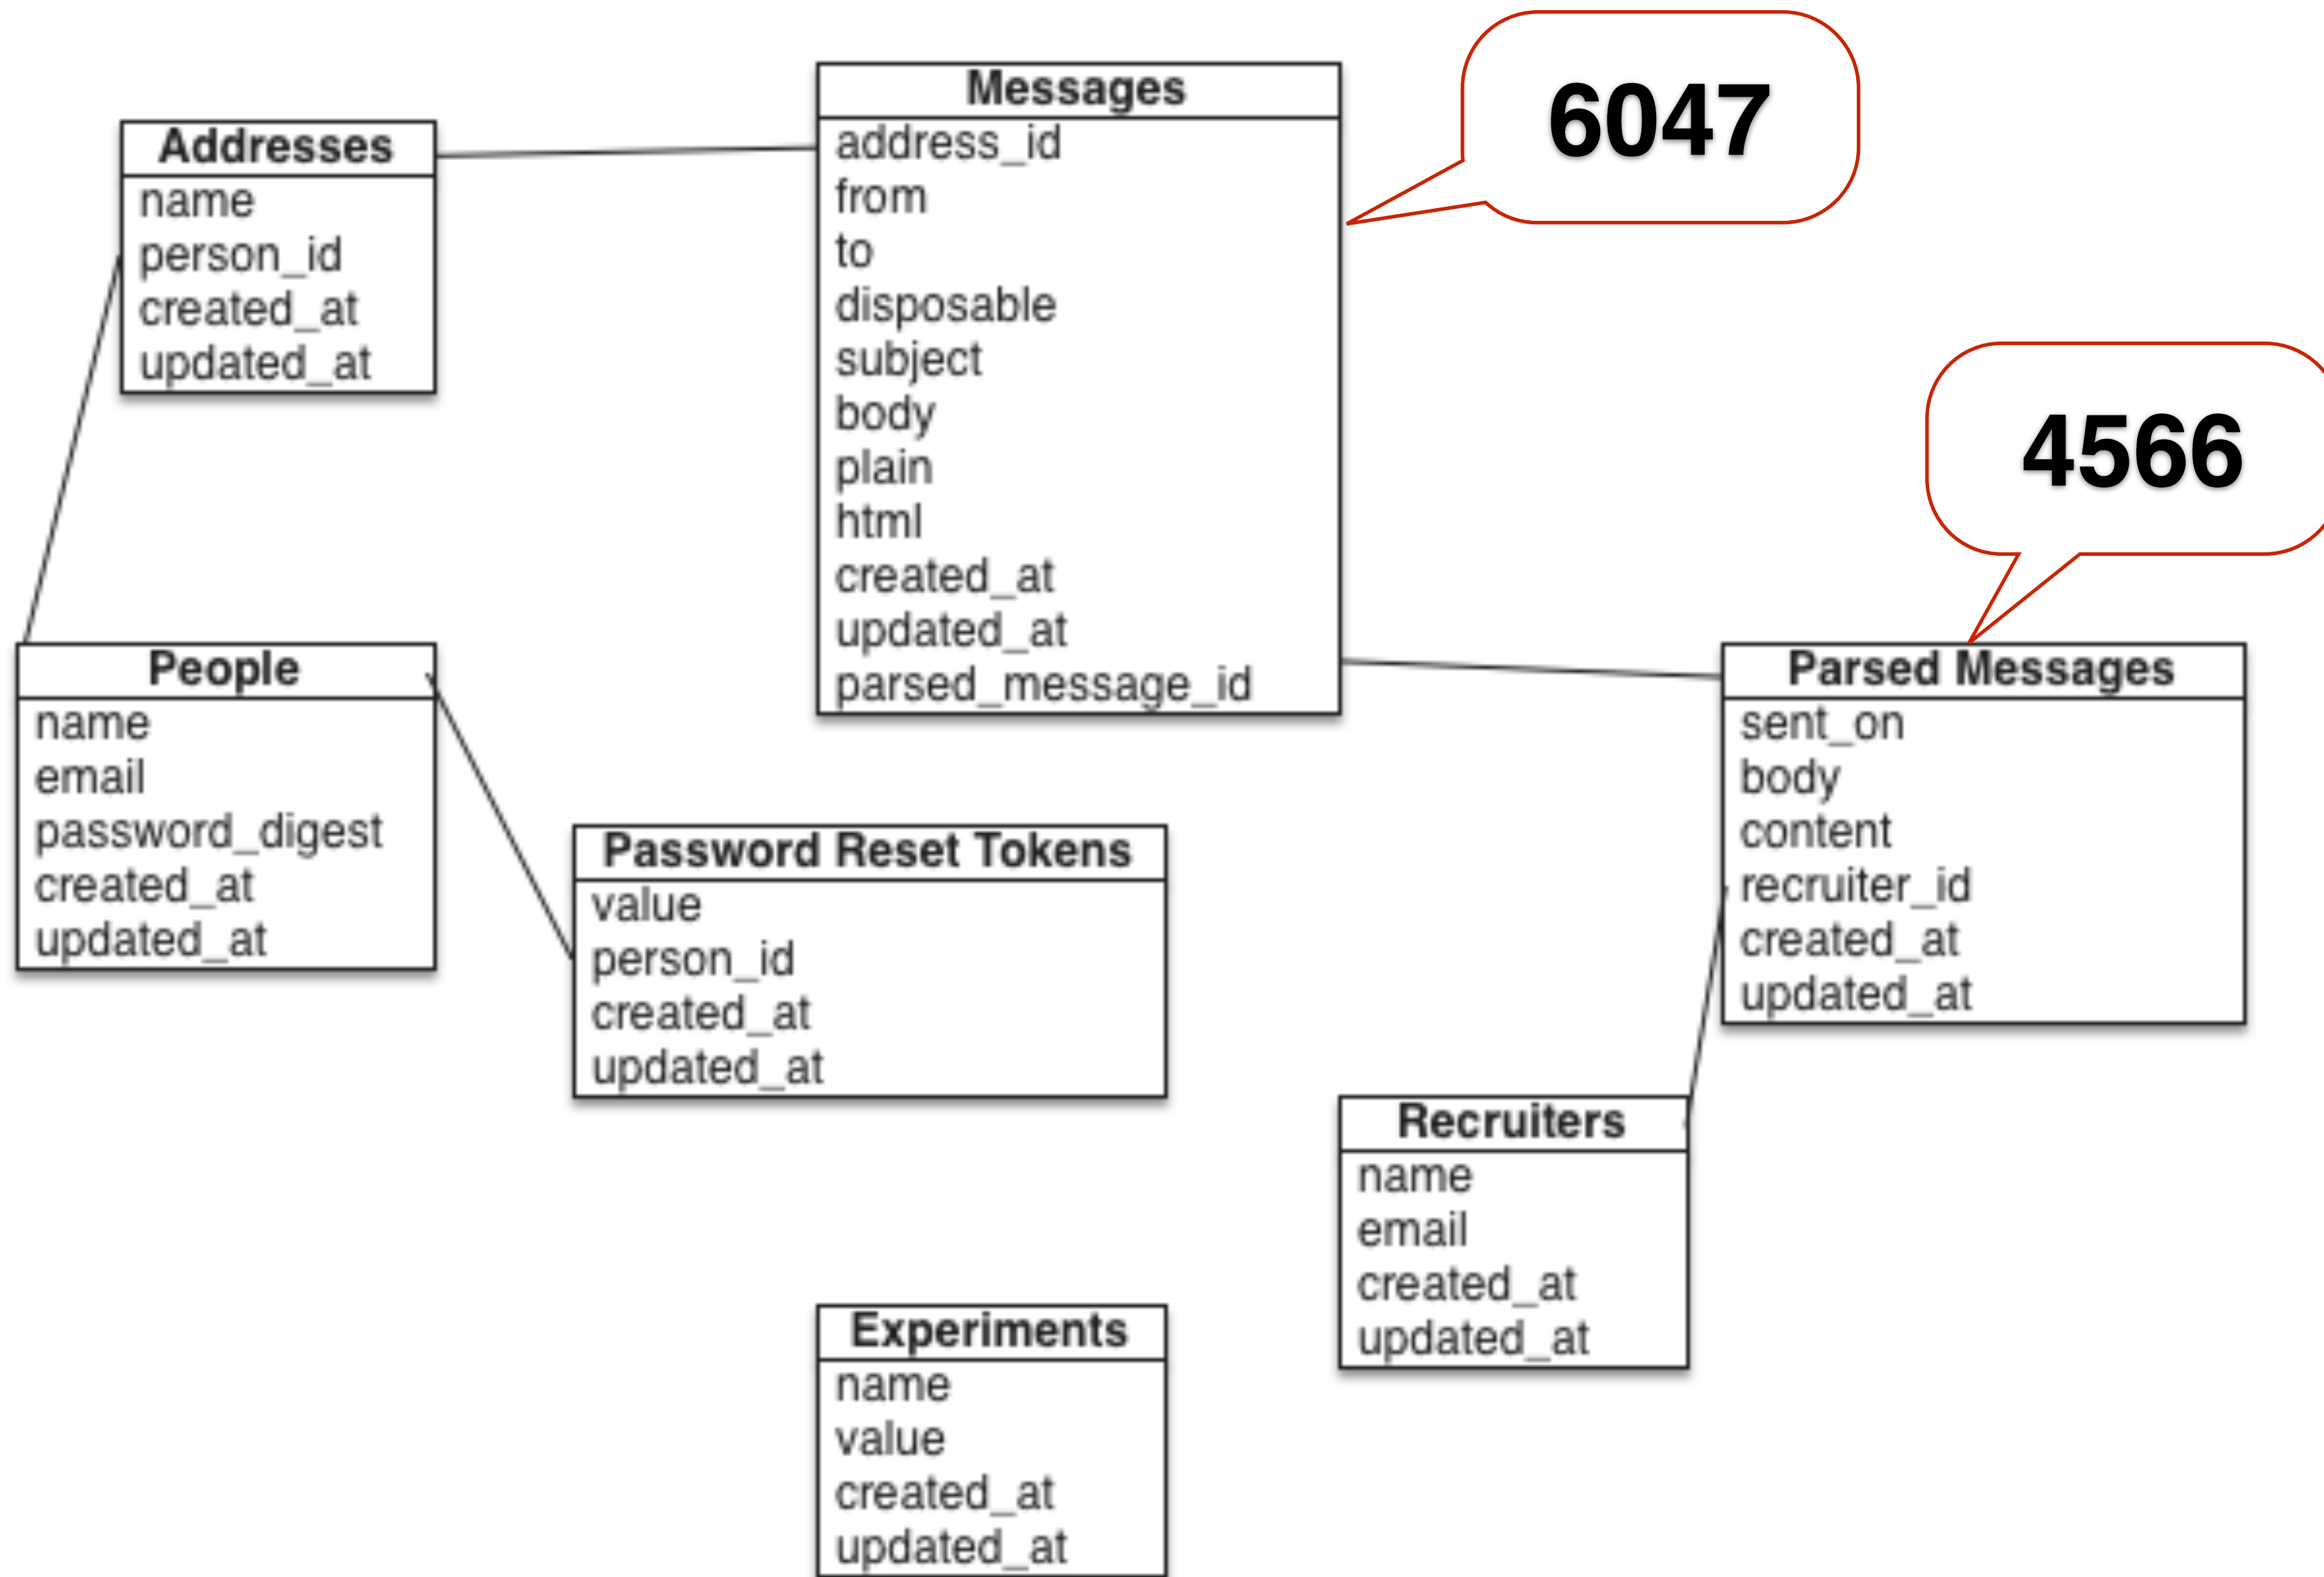 Messages
address_id
from
to
disposable
subject
body
plain
html
created_at
updated_at
parsed_message_id
6047
Addresses
name
person_id
created_at
updated_at
4566
People
name
email
password_digest
created_at
updated_at
Parsed Messages
sent_on
body
content
recruiter_id
created_at
updated_at
Password Reset Tokens
value
person_id
created_at
updated_at
Recruiters
name
email
created_at
updated_at
Experiments
name
value
created_at
updated_at